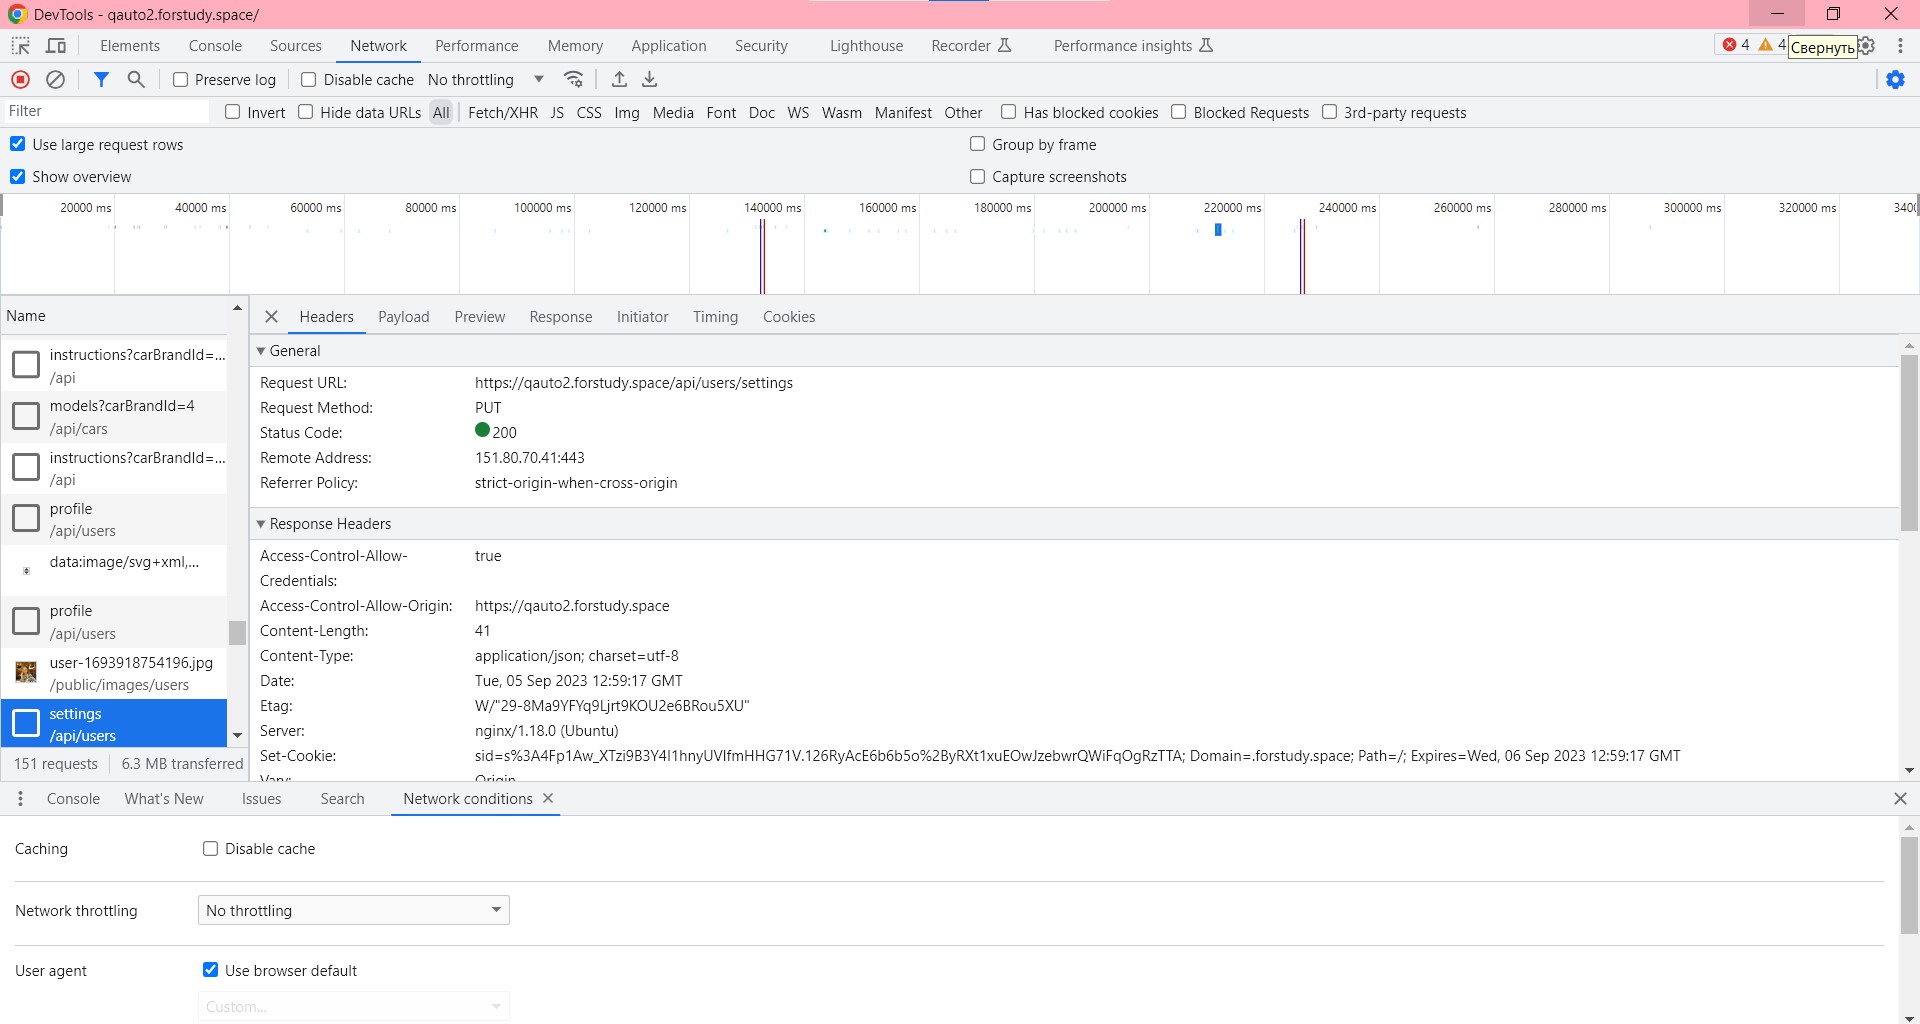 DevTools - qauto2.forstudy.space/
Elements Console Sources Network Performance Memory Application Security Lighthouse Recorder Performance insights 4 4 Свернуть
Preserve log Disable cache No throttling
Filter Invert Hide data URLs All Fetch/XHR JS CSS Img Media Font Doc WS Wasm Manifest Other Has blocked cookies Blocked Requests 3rd-party requests
Use large request rows Group by frame
Show overview Capture screenshots
20000 ms 40000 ms 60000 ms 80000 ms 100000 ms 120000 ms 140000 ms 160000 ms 180000 ms 200000 ms 220000 ms 240000 ms 260000 ms 280000 ms 300000 ms 320000 ms 340
Name
instructions?carBrandId=...
/api
models?carBrandId=4
/api/cars
instructions?carBrandId=...
/api
profile
/api/users
data:image/svg+xml,...
profile
/api/users
user-1693918754196.jpg
/public/images/users
settings
/api/users
151 requests 6.3 MB transferred
Headers Payload Preview Response Initiator Timing Cookies
General
Request URL: https://qauto2.forstudy.space/api/users/settings
Request Method: PUT
Status Code: 200
Remote Address: 151.80.70.41:443
Referrer Policy: strict-origin-when-cross-origin
Response Headers
Access-Control-Allow- true
Credentials:
Access-Control-Allow-Origin: https://qauto2.forstudy.space
Content-Length: 41
Content-Type: application/json; charset=utf-8
Date: Tue, 05 Sep 2023 12:59:17 GMT
Etag: W/"29-8Ma9YFYq9Ljrt9KOU2e6BRou5XU"
Server: nginx/1.18.0 (Ubuntu)
Set-Cookie: sid=s%3A4Fp1Aw_XTzi9B3Y4I1hnyUVIfmHHG71V.126RyAcE6b6b5o%2ByRXt1xuEOwJzebwrQWiFqOgRzTTA; Domain=.forstudy.space; Path=/; Expires=Wed, 06 Sep 2023 12:59:17 GMT
Vary: Origin
Console What's New Issues Search Network conditions
Caching Disable cache
Network throttling No throttling
User agent Use browser default
Custom...